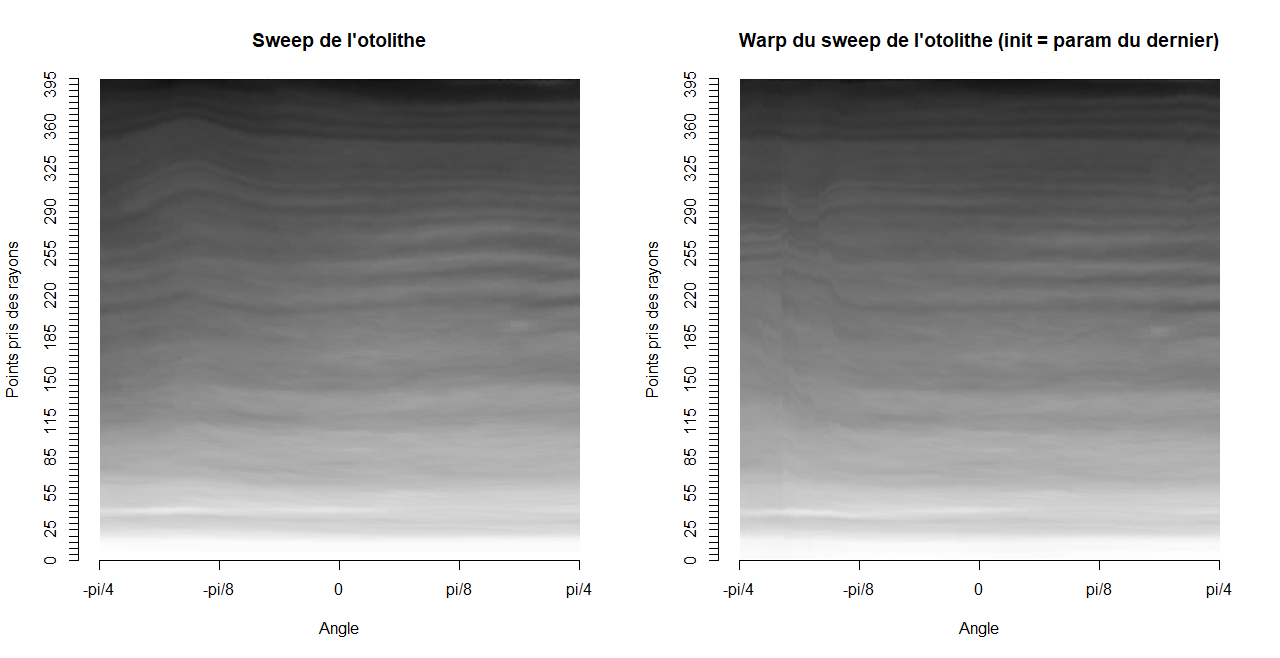 Sweep de l'otolithe
Points pris des rayons
395
360
325
290
255
220
185
150
115
85
55
25
0
-pi/4
-pi/8
0
pi/8
pi/4
Angle
Warp du sweep de l'otolithe (init = param du dernier)
Points pris des rayons
395
360
325
290
255
220
185
150
115
85
55
25
0
-pi/4
-pi/8
0
pi/8
pi/4
Angle